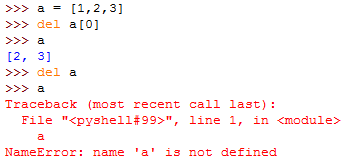 >>> a = [1,2,3]
>>> del a[0]
>>> a
[2, 3]
>>> del a
>>> a
Traceback (most recent call last):
  File "<pyshell#99>", line 1, in <module>
    a
NameError: name 'a' is not defined